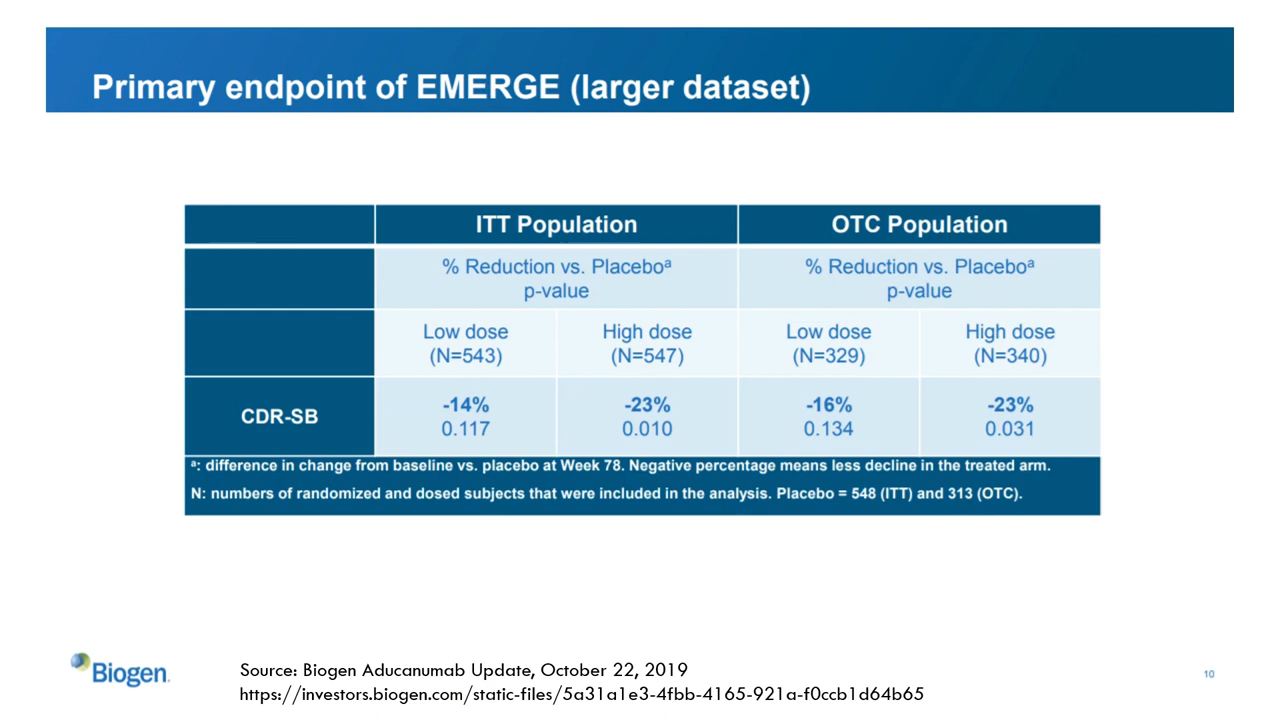 Primary endpoint of EMERGE (larger dataset)
ITT Population
OTC Population
% Reduction vs. Placeboᵃ
p-value
% Reduction vs. Placeboᵃ
p-value
Low dose
(N=543)
High dose
(N=547)
Low dose
(N=329)
High dose
(N=340)
CDR-SB
-14%
0.117
-23%
0.010
-16%
0.134
-23%
0.031
ᵃ: difference in change from baseline vs. placebo at Week 78. Negative percentage means less decline in the treated arm.
N: numbers of randomized and dosed subjects that were included in the analysis. Placebo = 548 (ITT) and 313 (OTC).
Biogen.
Source: Biogen Aducanumab Update, October 22, 2019
https://investors.biogen.com/static-files/5a31a1e3-4fbb-4165-921a-f0ccb1d64b65
10